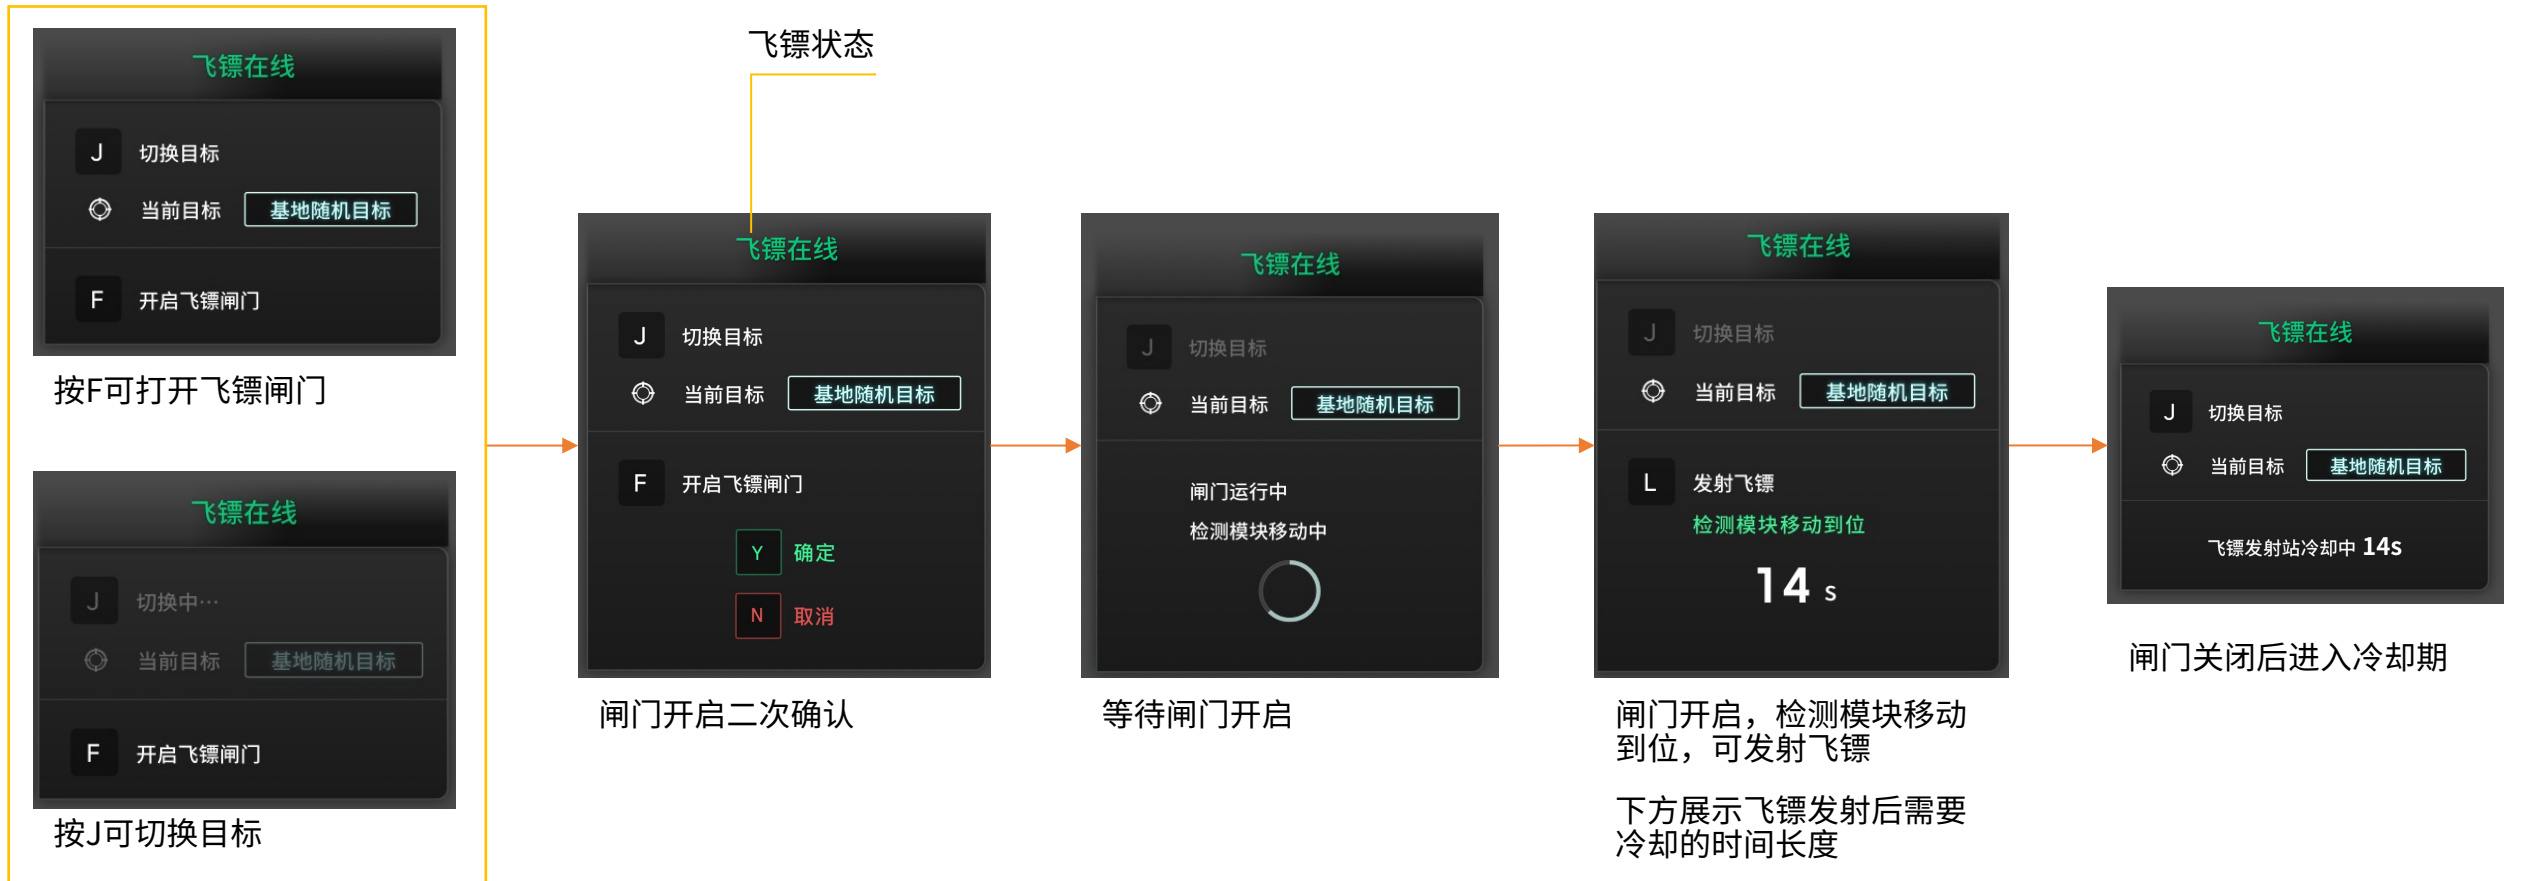 飞镖在线
J 切换目标
当前目标 基地随机目标
F 开启飞镖闸门
按F可打开飞镖闸门
飞镖在线
J 切换中…
当前目标 基地随机目标
F 开启飞镖闸门
按J可切换目标
飞镖状态
飞镖在线
J 切换目标
当前目标 基地随机目标
F 开启飞镖闸门
Y 确定
N 取消
闸门开启二次确认
飞镖在线
J 切换目标
当前目标 基地随机目标
闸门运行中
检测模块移动中
等待闸门开启
飞镖在线
J 切换目标
当前目标 基地随机目标
L 发射飞镖
检测模块移动到位
14 s
闸门开启，检测模块移动
到位，可发射飞镖
下方展示飞镖发射后需要
冷却的时间长度
飞镖在线
J 切换目标
当前目标 基地随机目标
飞镖发射站冷却中 14s
闸门关闭后进入冷却期